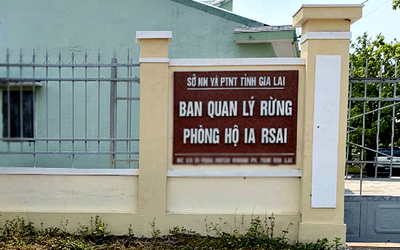 SỞ NN VÀ PTNT TỈNH GIA LAI
BAN QUẢN LÝ RỪNG
PHÒNG HỘ IA RSAI